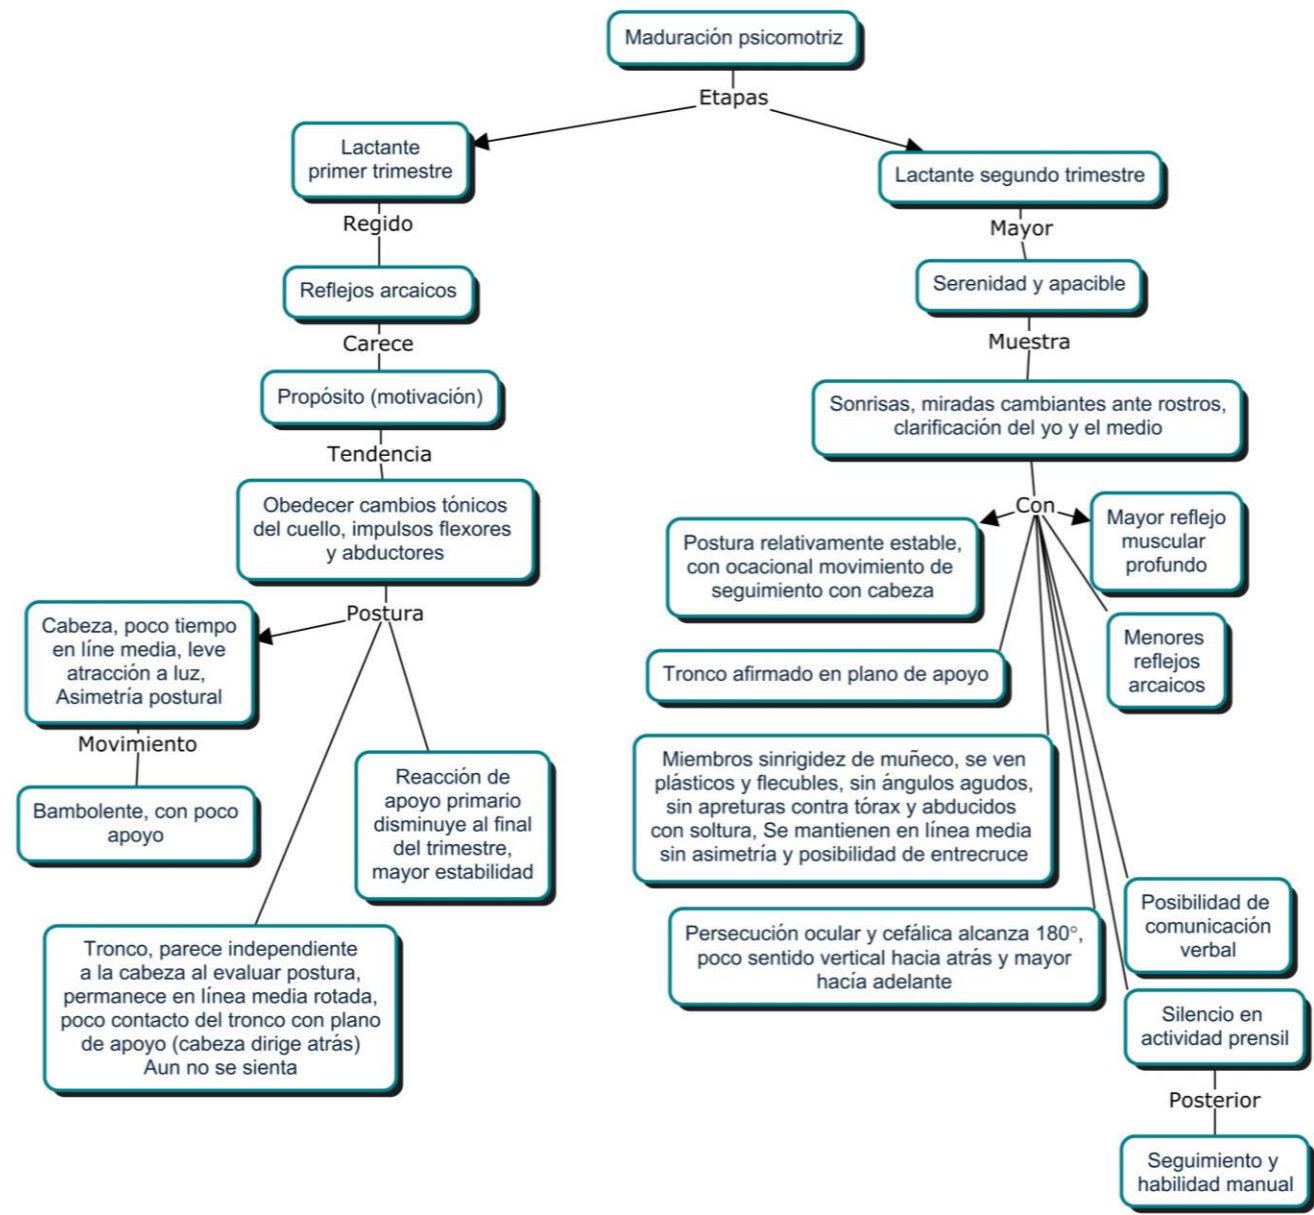 Maduración psicomotriz
Etapas
Lactante
primer trimestre
Regido
Reflejos arcaicos
Carece
Propósito (motivación)
Tendencia
Obedecer cambios tónicos
del cuello, impulsos flexores
y abductores
Postura
Cabeza, poco tiempo
en líne media, leve
atracción a luz,
Asimetría postural
Movimiento
Bambolente, con poco
apoyo
Reacción de
apoyo primario
disminuye al final
del trimestre,
mayor estabilidad
Tronco, parece independiente
a la cabeza al evaluar postura,
permanece en línea media rotada,
poco contacto del tronco con plano
de apoyo (cabeza dirige atrás)
Aun no se sienta
Lactante segundo trimestre
Mayor
Serenidad y apacible
Muestra
Sonrisas, miradas cambiantes ante rostros,
clarificación del yo y el medio
Con
Postura relativamente estable,
con ocacional movimiento de
seguimiento con cabeza
Mayor reflejo
muscular
profundo
Tronco afirmado en plano de apoyo
Menores
reflejos
arcaicos
Miembros sinrigidez de muñeco, se ven
plásticos y flecubles, sin ángulos agudos,
sin apreturas contra tórax y abducidos
con soltura, Se mantienen en línea media
sin asimetría y posibilidad de entrecruce
Persecución ocular y cefálica alcanza 180°,
poco sentido vertical hacia atrás y mayor
hacía adelante
Posibilidad de
comunicación
verbal
Silencio en
actividad prensil
Posterior
Seguimiento y
habilidad manual